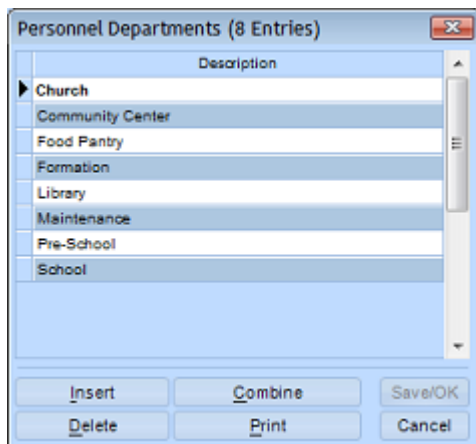 Personnel Departments (8 Entries)
Description
Church
Community Center
Food Pantry
Formation
Library
Maintenance
Pre-School
School
Insert Combine Save/OK
Delete Print Cancel